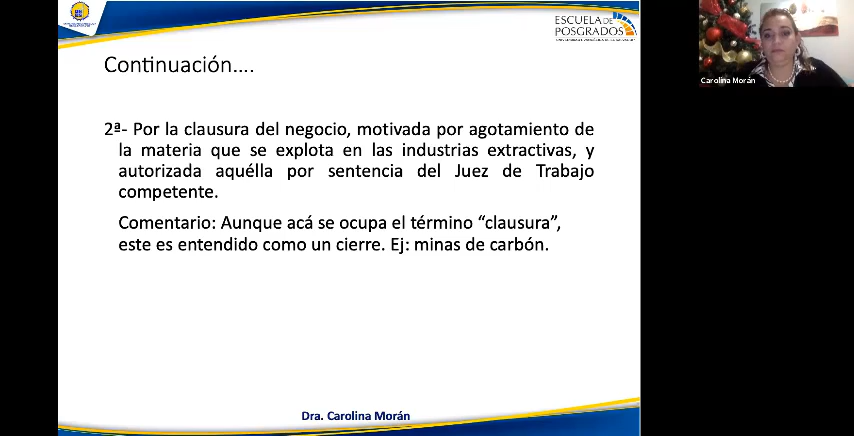 ESCUELA DE
POSGRADOS
Continuación....
2ª- Por la clausura del negocio, motivada por agotamiento de
la materia que se explota en las industrias extractivas, y
autorizada aquélla por sentencia del Juez de Trabajo
competente.
Comentario: Aunque acá se ocupa el término “clausura”,
este es entendido como un cierre. Ej: minas de carbón.
Dra. Carolina Morán
Carolina Morán